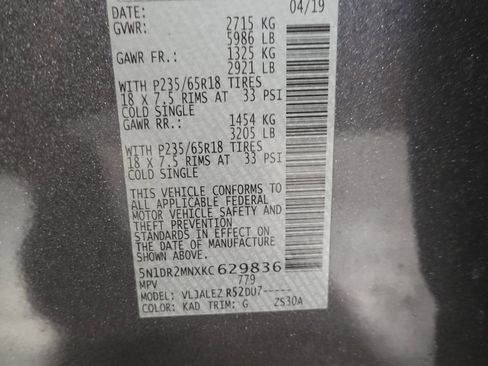 DATE: 04/19
GVWR: 2715 KG
5986 LB
GAWR FR.: 1325 KG
2921 LB
WITH P235/65R18 TIRES
18 X 7.5 RIMS AT 33 PSI
COLD SINGLE
GAWR RR.: 1454 KG
3205 LB
WITH P235/65R18 TIRES
18 X 7.5 RIMS AT 33 PSI
COLD SINGLE
THIS VEHICLE CONFORMS TO
ALL APPLICABLE FEDERAL
MOTOR VEHICLE SAFETY AND
THEFT PREVENTION
STANDARDS IN EFFECT ON
THE DATE OF MANUFACTURE
5N1DR2MNXKC629836
MPV 779
MODEL: VLJALEZ R52DU7-----
COLOR: KAD TRIM: G ZS30A